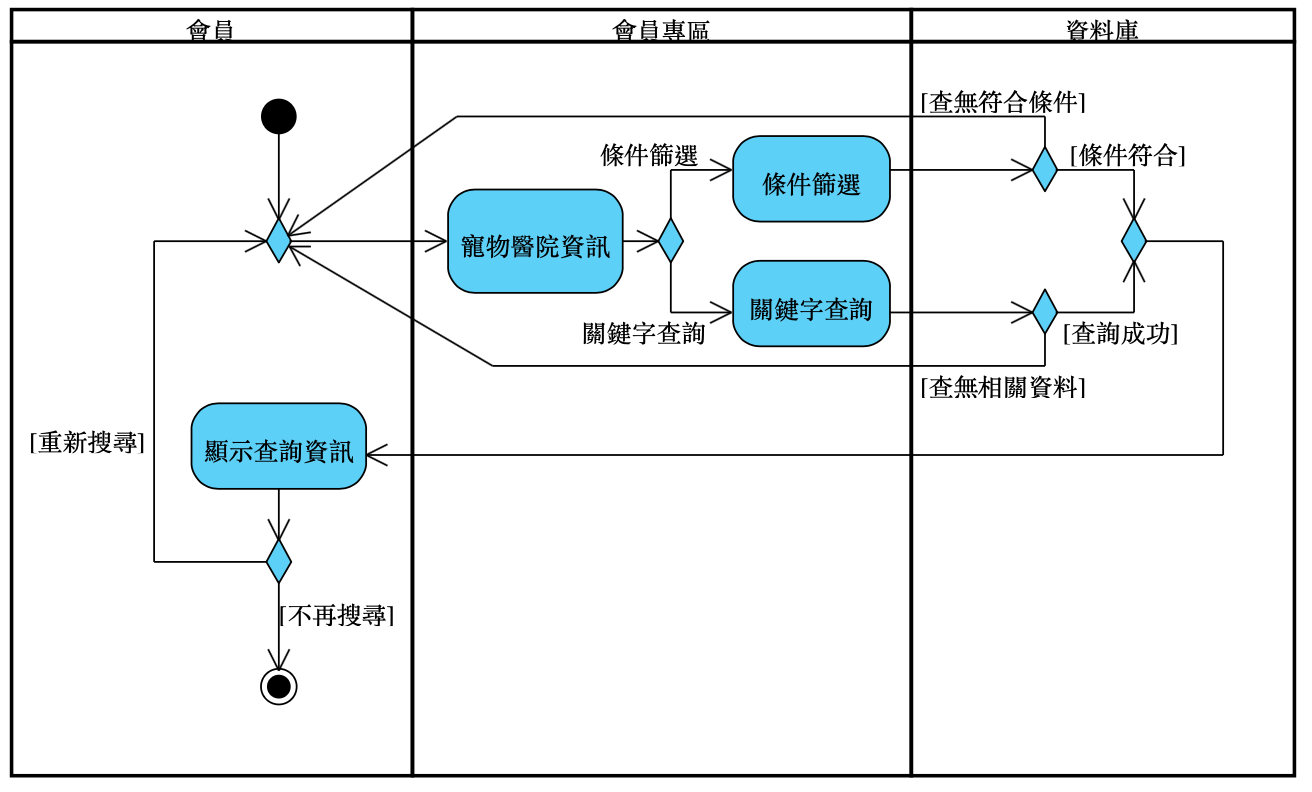 會員
會員專區
資料庫
[查無符合條件]
條件篩選
[條件符合]
條件篩選
寵物醫院資訊
關鍵字查詢
關鍵字查詢
[查詢成功]
[查無相關資料]
[重新搜尋]
顯示查詢資訊
[不再搜尋]